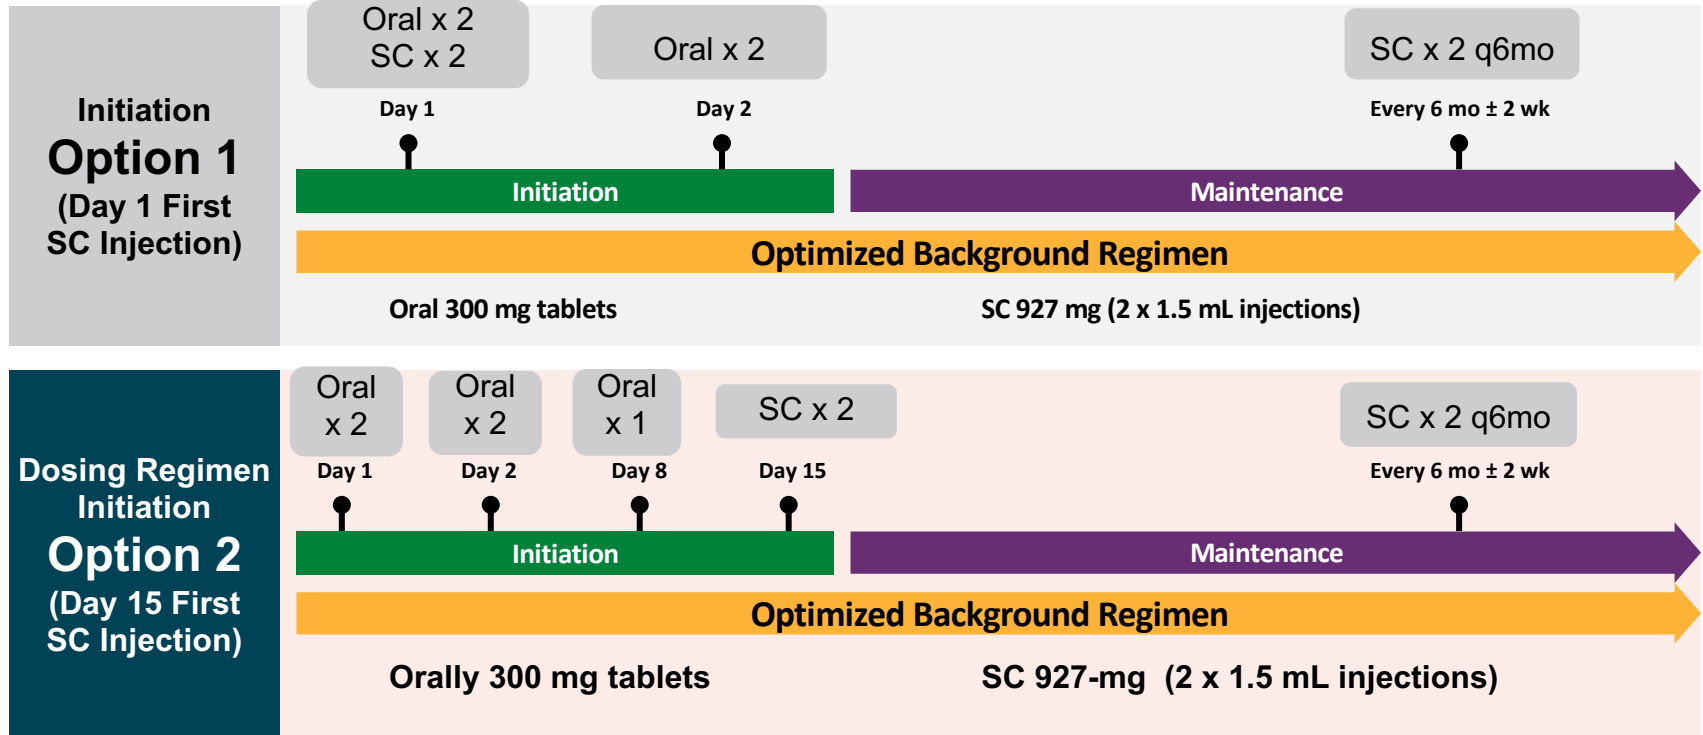 Initiation
Option 1
(Day 1 First
SC Injection)
Oral x 2
SC x 2
Oral x 2
SC x 2 q6mo
Day 1
Day 2
Every 6 mo ± 2 wk
Initiation
Maintenance
Optimized Background Regimen
Oral 300 mg tablets
SC 927 mg (2 x 1.5 mL injections)
Dosing Regimen
Initiation
Option 2
(Day 15 First
SC Injection)
Oral
x 2
Oral
x 2
Oral
x 1
SC x 2
SC x 2 q6mo
Day 1
Day 2
Day 8
Day 15
Every 6 mo ± 2 wk
Initiation
Maintenance
Optimized Background Regimen
Orally 300 mg tablets
SC 927-mg (2 x 1.5 mL injections)